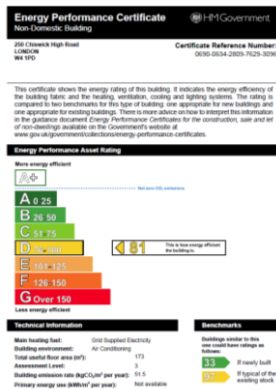 Energy Performance Certificate
Non-Domestic Building
HM Government
250 Chiswick High Road
LONDON
W4 1PD
Certificate Reference Number:
0690-0634-2809-7629-3096
This certificate shows the energy rating of this building. It indicates the energy efficiency of
the building fabric and the heating, ventilation, cooling and lighting systems. The rating is
compared to two benchmarks for this type of building: one appropriate for new buildings and
one appropriate for existing buildings. There is more advice on how to interpret this information
in the guidance document Energy Performance Certificates for the construction, sale and let
of non-dwellings available on the Government's website at
www.gov.uk/government/collections/energy-performance-certificates.
Energy Performance Asset Rating
More energy efficient
A+
Net zero CO₂ emissions
A 0-25
B 26-50
C 51-75
D 76-100
81
This is how energy efficient
the building is.
E 101-125
F 126-150
G Over 150
Less energy efficient
Technical Information
Main heating fuel: Grid Supplied Electricity
Building environment: Air Conditioning
Total useful floor area (m²): 173
Assessment Level: 3
Building emission rate (kgCO₂/m² per year): 51.5
Primary energy use (kWh/m² per year): Not available
Benchmarks
Buildings similar to this
one could have ratings as
follows:
33 If newly built
If typical of the
existing stock